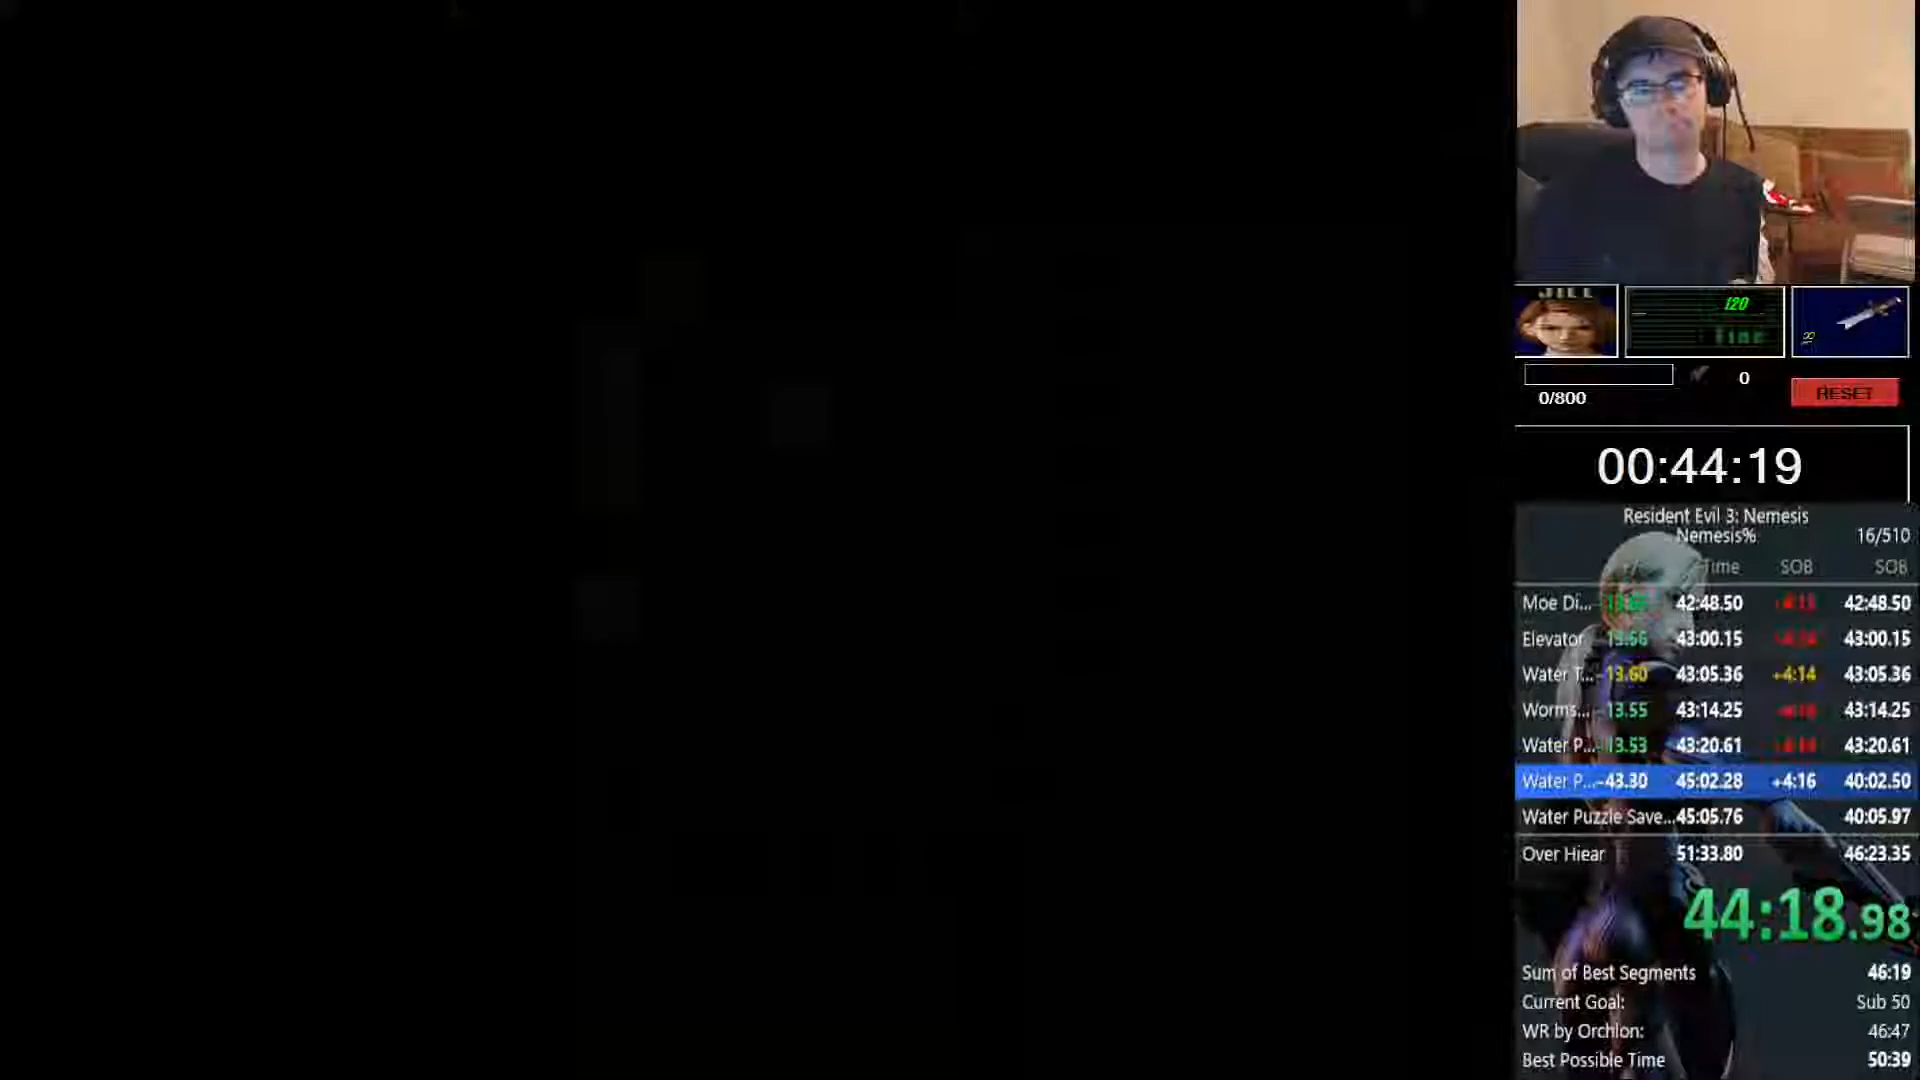 JILL
120
Fine
∞
0
0/800
RESET
00:44:19
Resident Evil 3: Nemesis
Nemesis%
16/510
Time SOB SOB
Moe Di... 42:48.50 42:48.50
Elevator 13.56 43:00.15 43:00.15
Water T...-13.60 43:05.36 +4:14 43:05.36
Worms...-13.55 43:14.25 43:14.25
Water P...-13.53 43:20.61 43:20.61
Water P...-43.30 45:02.28 +4:16 40:02.50
Water Puzzle Save...45:05.76 40:05.97
Over Hiear 51:33.80 46:23.35
44:18.98
Sum of Best Segments 46:19
Current Goal: Sub 50
WR by Orchlon: 46:47
Best Possible Time 50:39